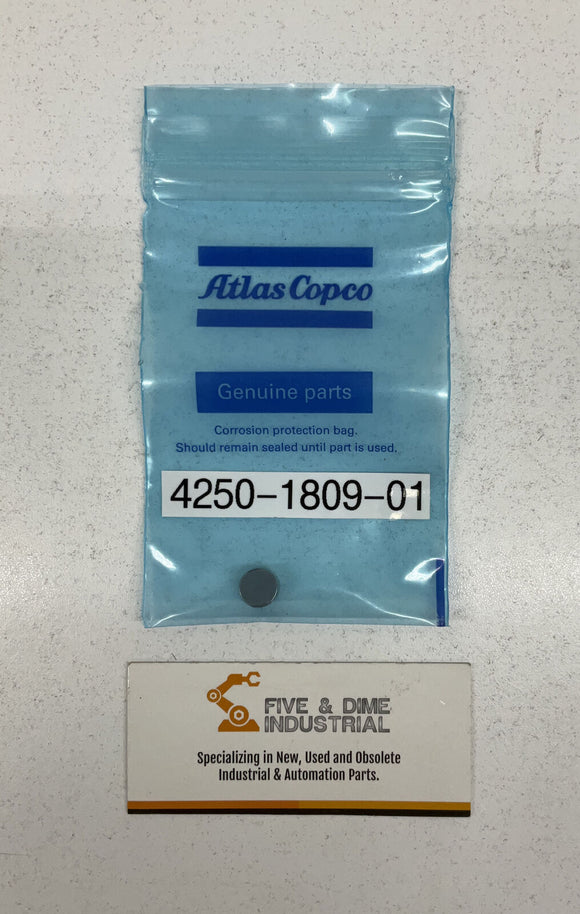 Atlas Copco
Genuine parts
Corrosion protection bag.
Should remain sealed until part is used.
4250-1809-01
FIVE & DIME
INDUSTRIAL
Specializing in New, Used and Obsolete
Industrial & Automation Parts.